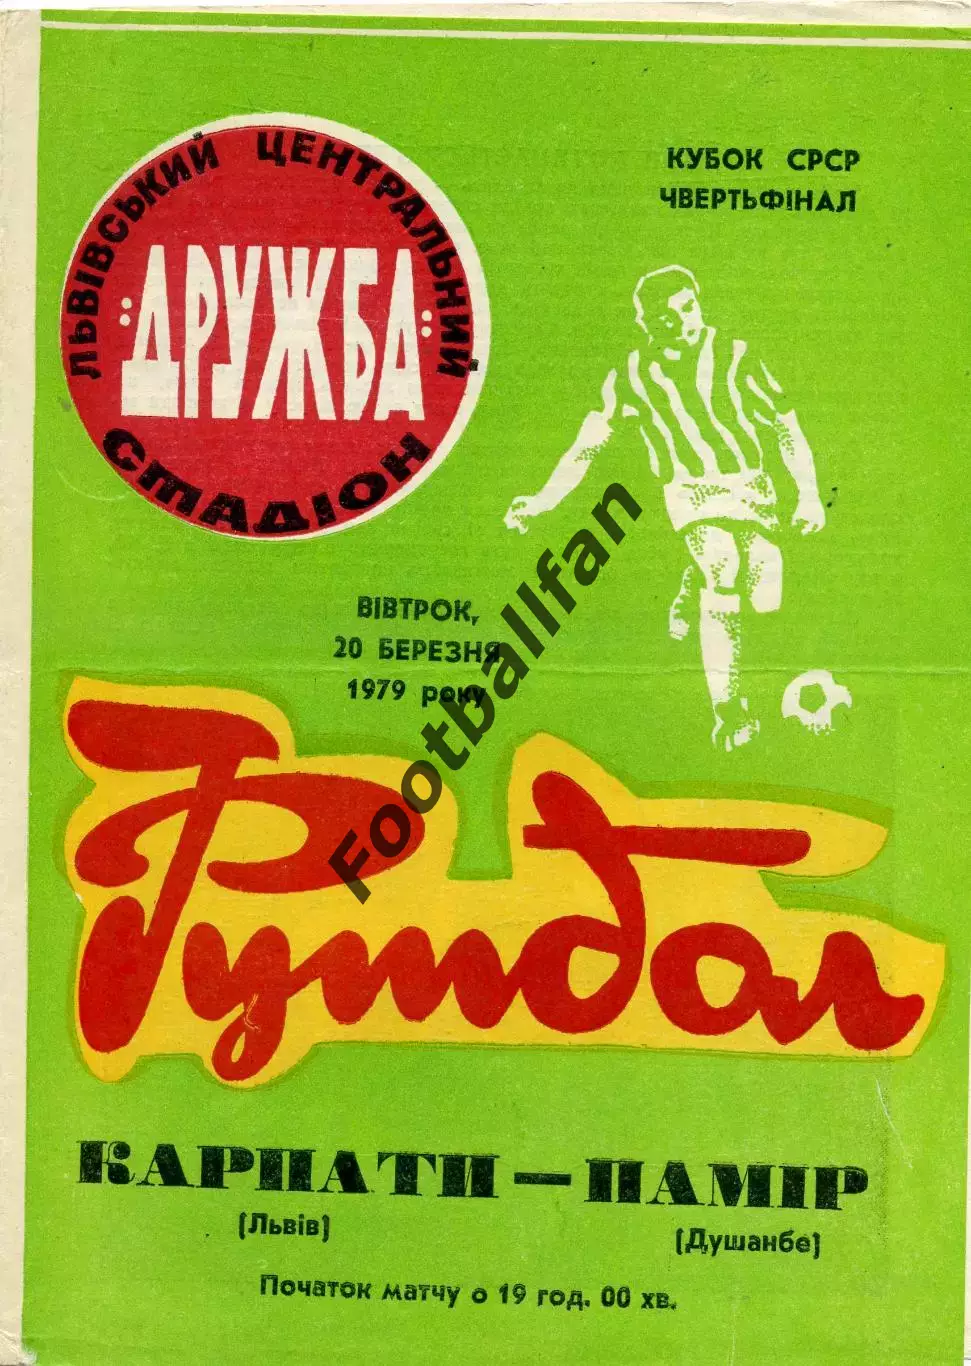 ЛЬВІВСЬКИЙ ЦЕНТРАЛЬНИЙ
:ДРУЖБА:
СТАДІОН
КУБОК СРСР
ЧВЕРТЬФІНАЛ
ВІВТРОК,
20 БЕРЕЗНЯ
1979 року
Footballfan
Футбол
КАРПАТИ — ПАМІР
(Львів) (Душанбе)
Початок матчу о 19 год. 00 хв.